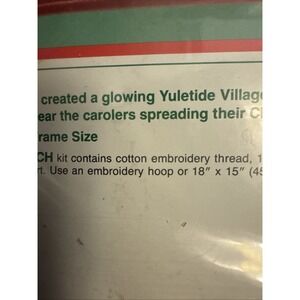 created a glowing Yuletide Village
ear the carolers spreading their C
rame Size
CH kit contains cotton embroidery thread, 1
rt. Use an embroidery hoop or 18" x 15" (45